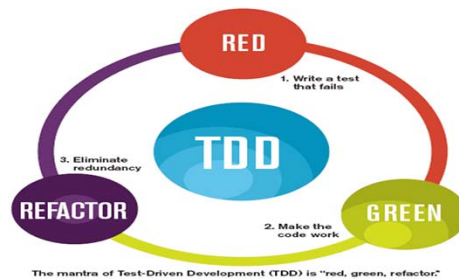 RED
1. Write a test
that fails
TDD
3. Eliminate
redundancy
REFACTOR
GREEN
2. Make the
code work
The mantra of Test-Driven Development (TDD) is "red, green, refactor."